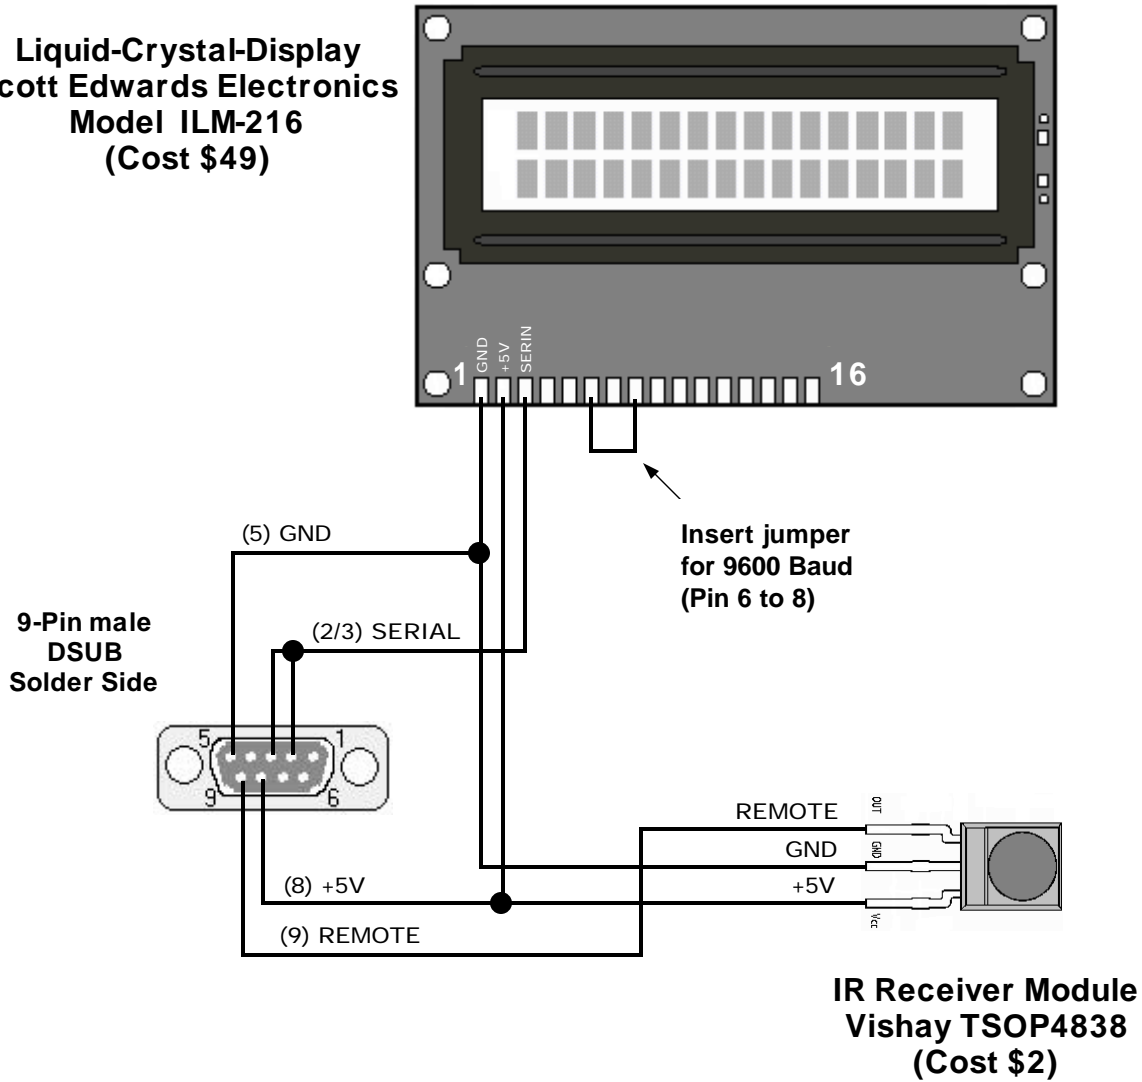 Liquid-Crystal-Display
cott Edwards Electronics
Model ILM-216
(Cost $49)
GND
+5V
SERIN
1
16
Insert jumper
for 9600 Baud
(Pin 6 to 8)
(5) GND
(2/3) SERIAL
9-Pin male
DSUB
Solder Side
5
1
9
6
(8) +5V
(9) REMOTE
REMOTE
GND
+5V
OUT
GND
Vcc
IR Receiver Module
Vishay TSOP4838
(Cost $2)